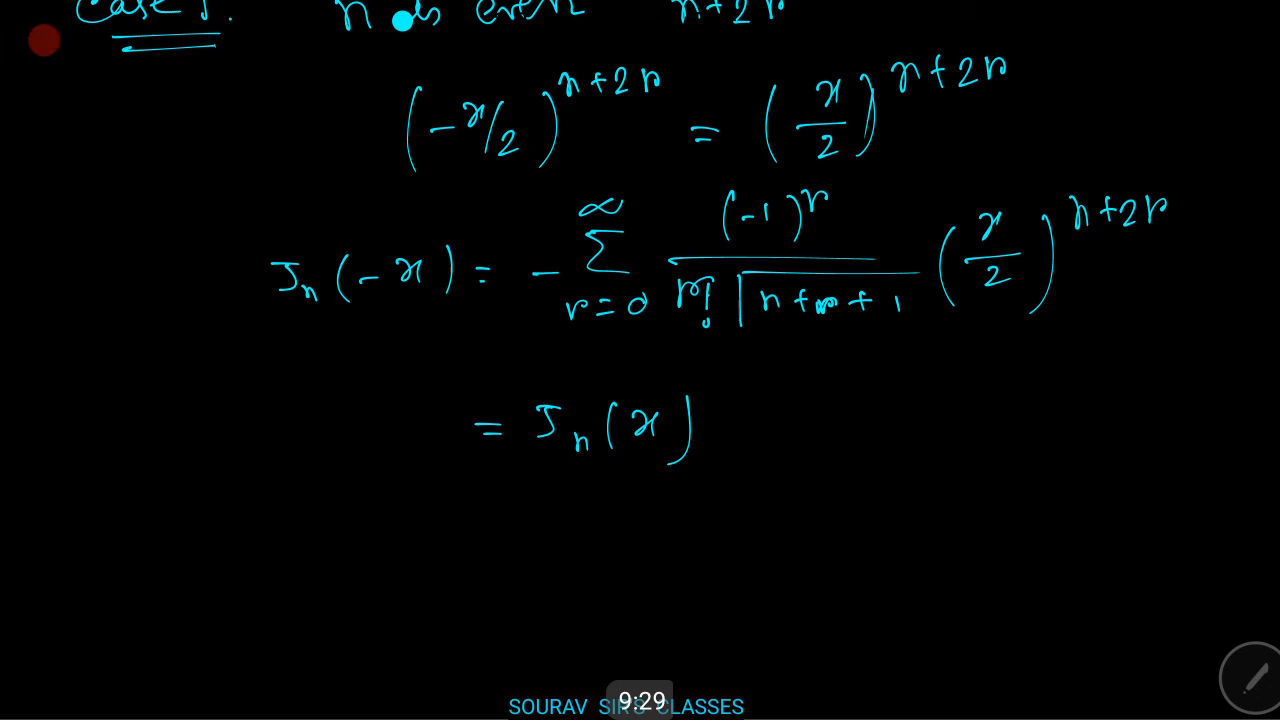 Case I. n is even n+2r
(-x/2)^{n+2r} = (x/2)^{n+2r}
J_n(-x) = - ∑_{r=0}^{∞} (-1)^r / (r! Γ(n+r+1)) (x/2)^{n+2r}
= J_n(x)
SOURAV SIR'S CLASSES
9:29